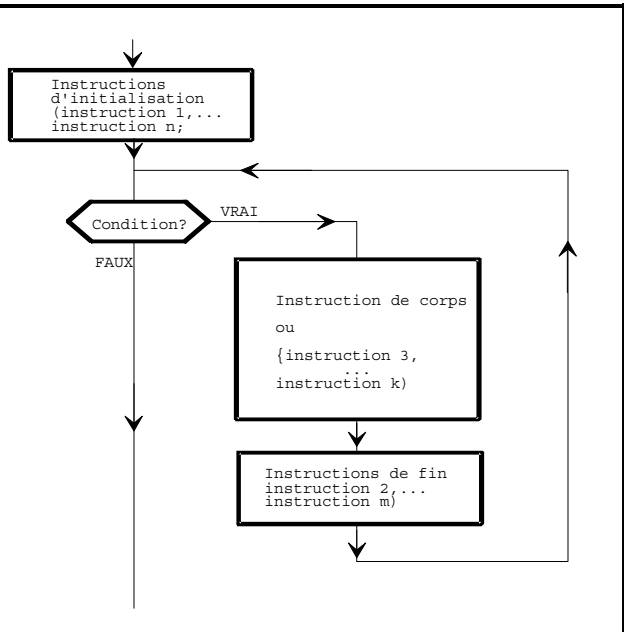 Instructions
d'initialisation
(instruction 1,...
instruction n;
Condition?
VRAI
FAUX
Instruction de corps
ou
{instruction 3,
...
instruction k)
Instructions de fin
instruction 2,...
instruction m)